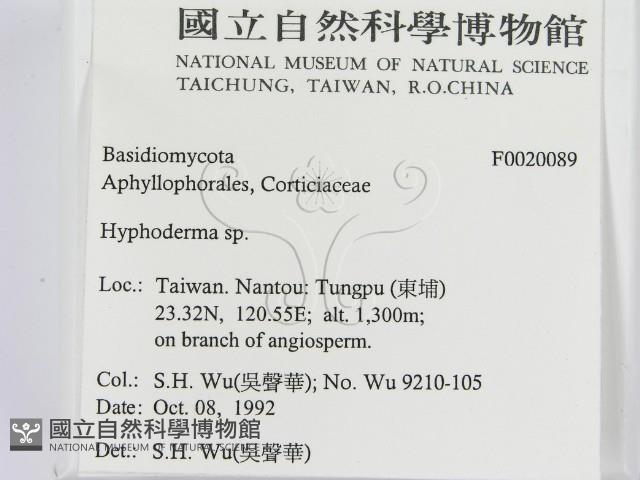 國立自然科學博物館
NATIONAL MUSEUM OF NATURAL SCIENCE
TAICHUNG, TAIWAN, R.O.CHINA
Basidiomycota F0020089
Aphyllophorales, Corticiaceae
Hyphoderma sp.
Loc.: Taiwan. Nantou: Tungpu (東埔)
23.32N, 120.55E; alt. 1,300m;
on branch of angiosperm.
Col.: S.H. Wu(吳聲華); No. Wu 9210-105
Date: Oct. 08, 1992
國立自然科學博物館
NATIONAL MUSEUM OF NATURAL SCIENCE
Det.: S.H. Wu(吳聲華)